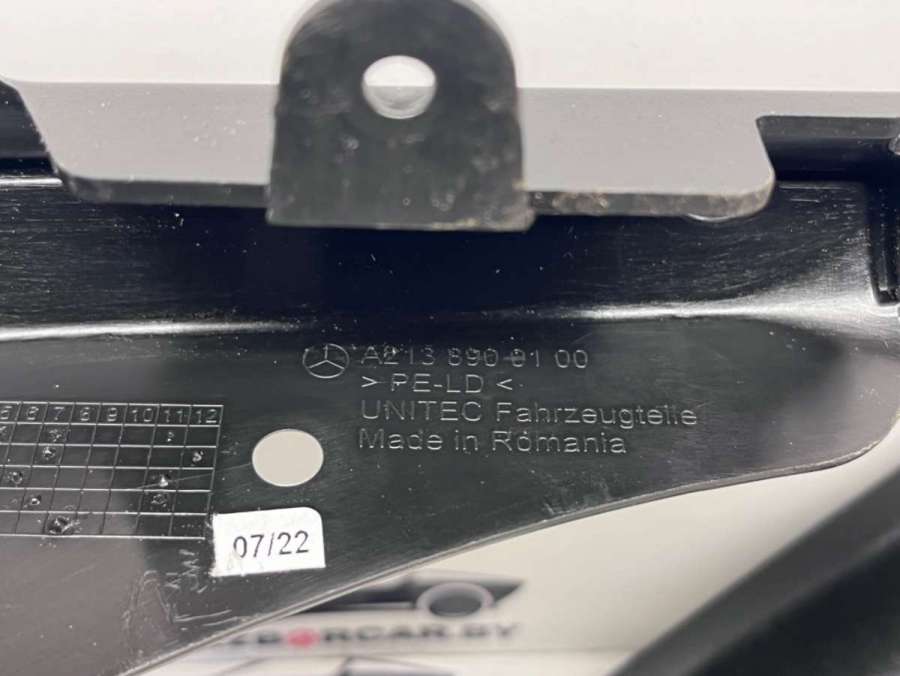 A213 890 01 00
> PE-LD <
UNITEC Fahrzeugteile
Made in Romania
6 7 8 9 10 11 12
07/22